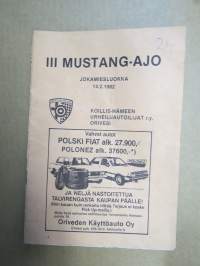 III MUSTANG-AJO
JOKAMIESLUOKKA
14.2.1982
KOILLIS-HÄMEEN
URHEILUAUTOILIJAT r.y.
ORIVESI
Vahvat autot
POLSKI FIAT alk. 27.900,-
POLONEZ alk. 37600,-*)
JA NELJÄ NASTOITETTUA
TALVIRENGASTA KAUPAN PÄÄLLE!
Oriveden Käyttöauto Oy